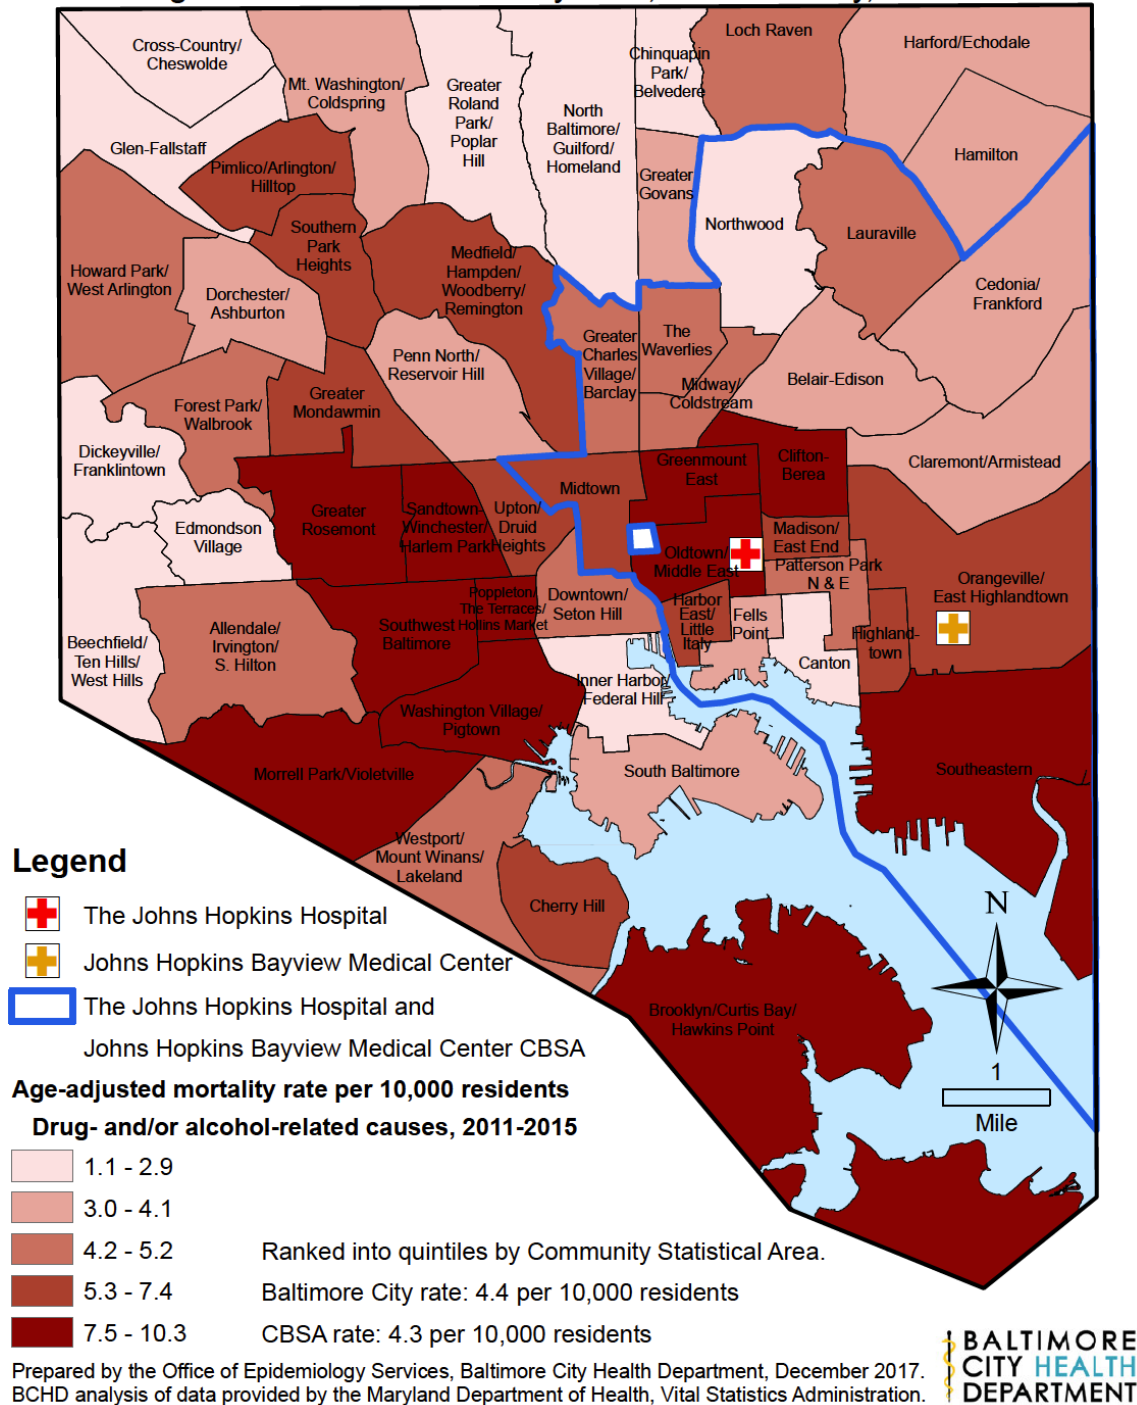 Cross-Country/
Cheswolde
Mt. Washington/
Coldspring
Greater
Roland
Park/
Poplar
Hill
North
Baltimore/
Guilford/
Homeland
Chinquapin
Park/
Belvedere
Loch Raven
Harford/Echodale
Glen-Fallstaff
Pimlico/Arlington/
Hilltop
Hamilton
Greater
Govans
Northwood
Lauraville
Southern
Park
Heights
Medfield/
Hampden/
Woodberry/
Remington
Howard Park/
West Arlington
Dorchester/
Ashburton
Cedonia/
Frankford
Penn North/
Reservoir Hill
Greater
Charles
Village/
Barclay
The
Waverlies
Midway/
Coldstream
Belair-Edison
Forest Park/
Walbrook
Greater
Mondawmin
Dickeyville/
Franklintown
Greenmount
East
Clifton-
Berea
Claremont/Armistead
Edmondson
Village
Greater
Rosemont
Sandtown-
Winchester/
Harlem Park
Upton/
Druid
Heights
Midtown
Oldtown/
Middle East
Madison/
East End
Patterson Park
N & E
Orangeville/
East Highlandtown
Beechfield/
Ten Hills/
West Hills
Allendale/
Irvington/
S. Hilton
Southwest
Baltimore
Poppleton/
The Terraces/
Hollins Market
Downtown/
Seton Hill
Harbor
East/
Little
Italy
Fells
Point
Canton
Highland-
town
Inner Harbor/
Federal Hill
Washington Village/
Pigtown
Morrell Park/Violetville
South Baltimore
Southeastern
Westport/
Mount Winans/
Lakeland
Cherry Hill
Brooklyn/Curtis Bay/
Hawkins Point
N
1
Mile
Legend
The Johns Hopkins Hospital
Johns Hopkins Bayview Medical Center
The Johns Hopkins Hospital and
Johns Hopkins Bayview Medical Center CBSA
Age-adjusted mortality rate per 10,000 residents
Drug- and/or alcohol-related causes, 2011-2015
1.1 - 2.9
3.0 - 4.1
4.2 - 5.2 Ranked into quintiles by Community Statistical Area.
5.3 - 7.4 Baltimore City rate: 4.4 per 10,000 residents
7.5 - 10.3 CBSA rate: 4.3 per 10,000 residents
Prepared by the Office of Epidemiology Services, Baltimore City Health Department, December 2017.
BCHD analysis of data provided by the Maryland Department of Health, Vital Statistics Administration.
BALTIMORE
CITY HEALTH
DEPARTMENT